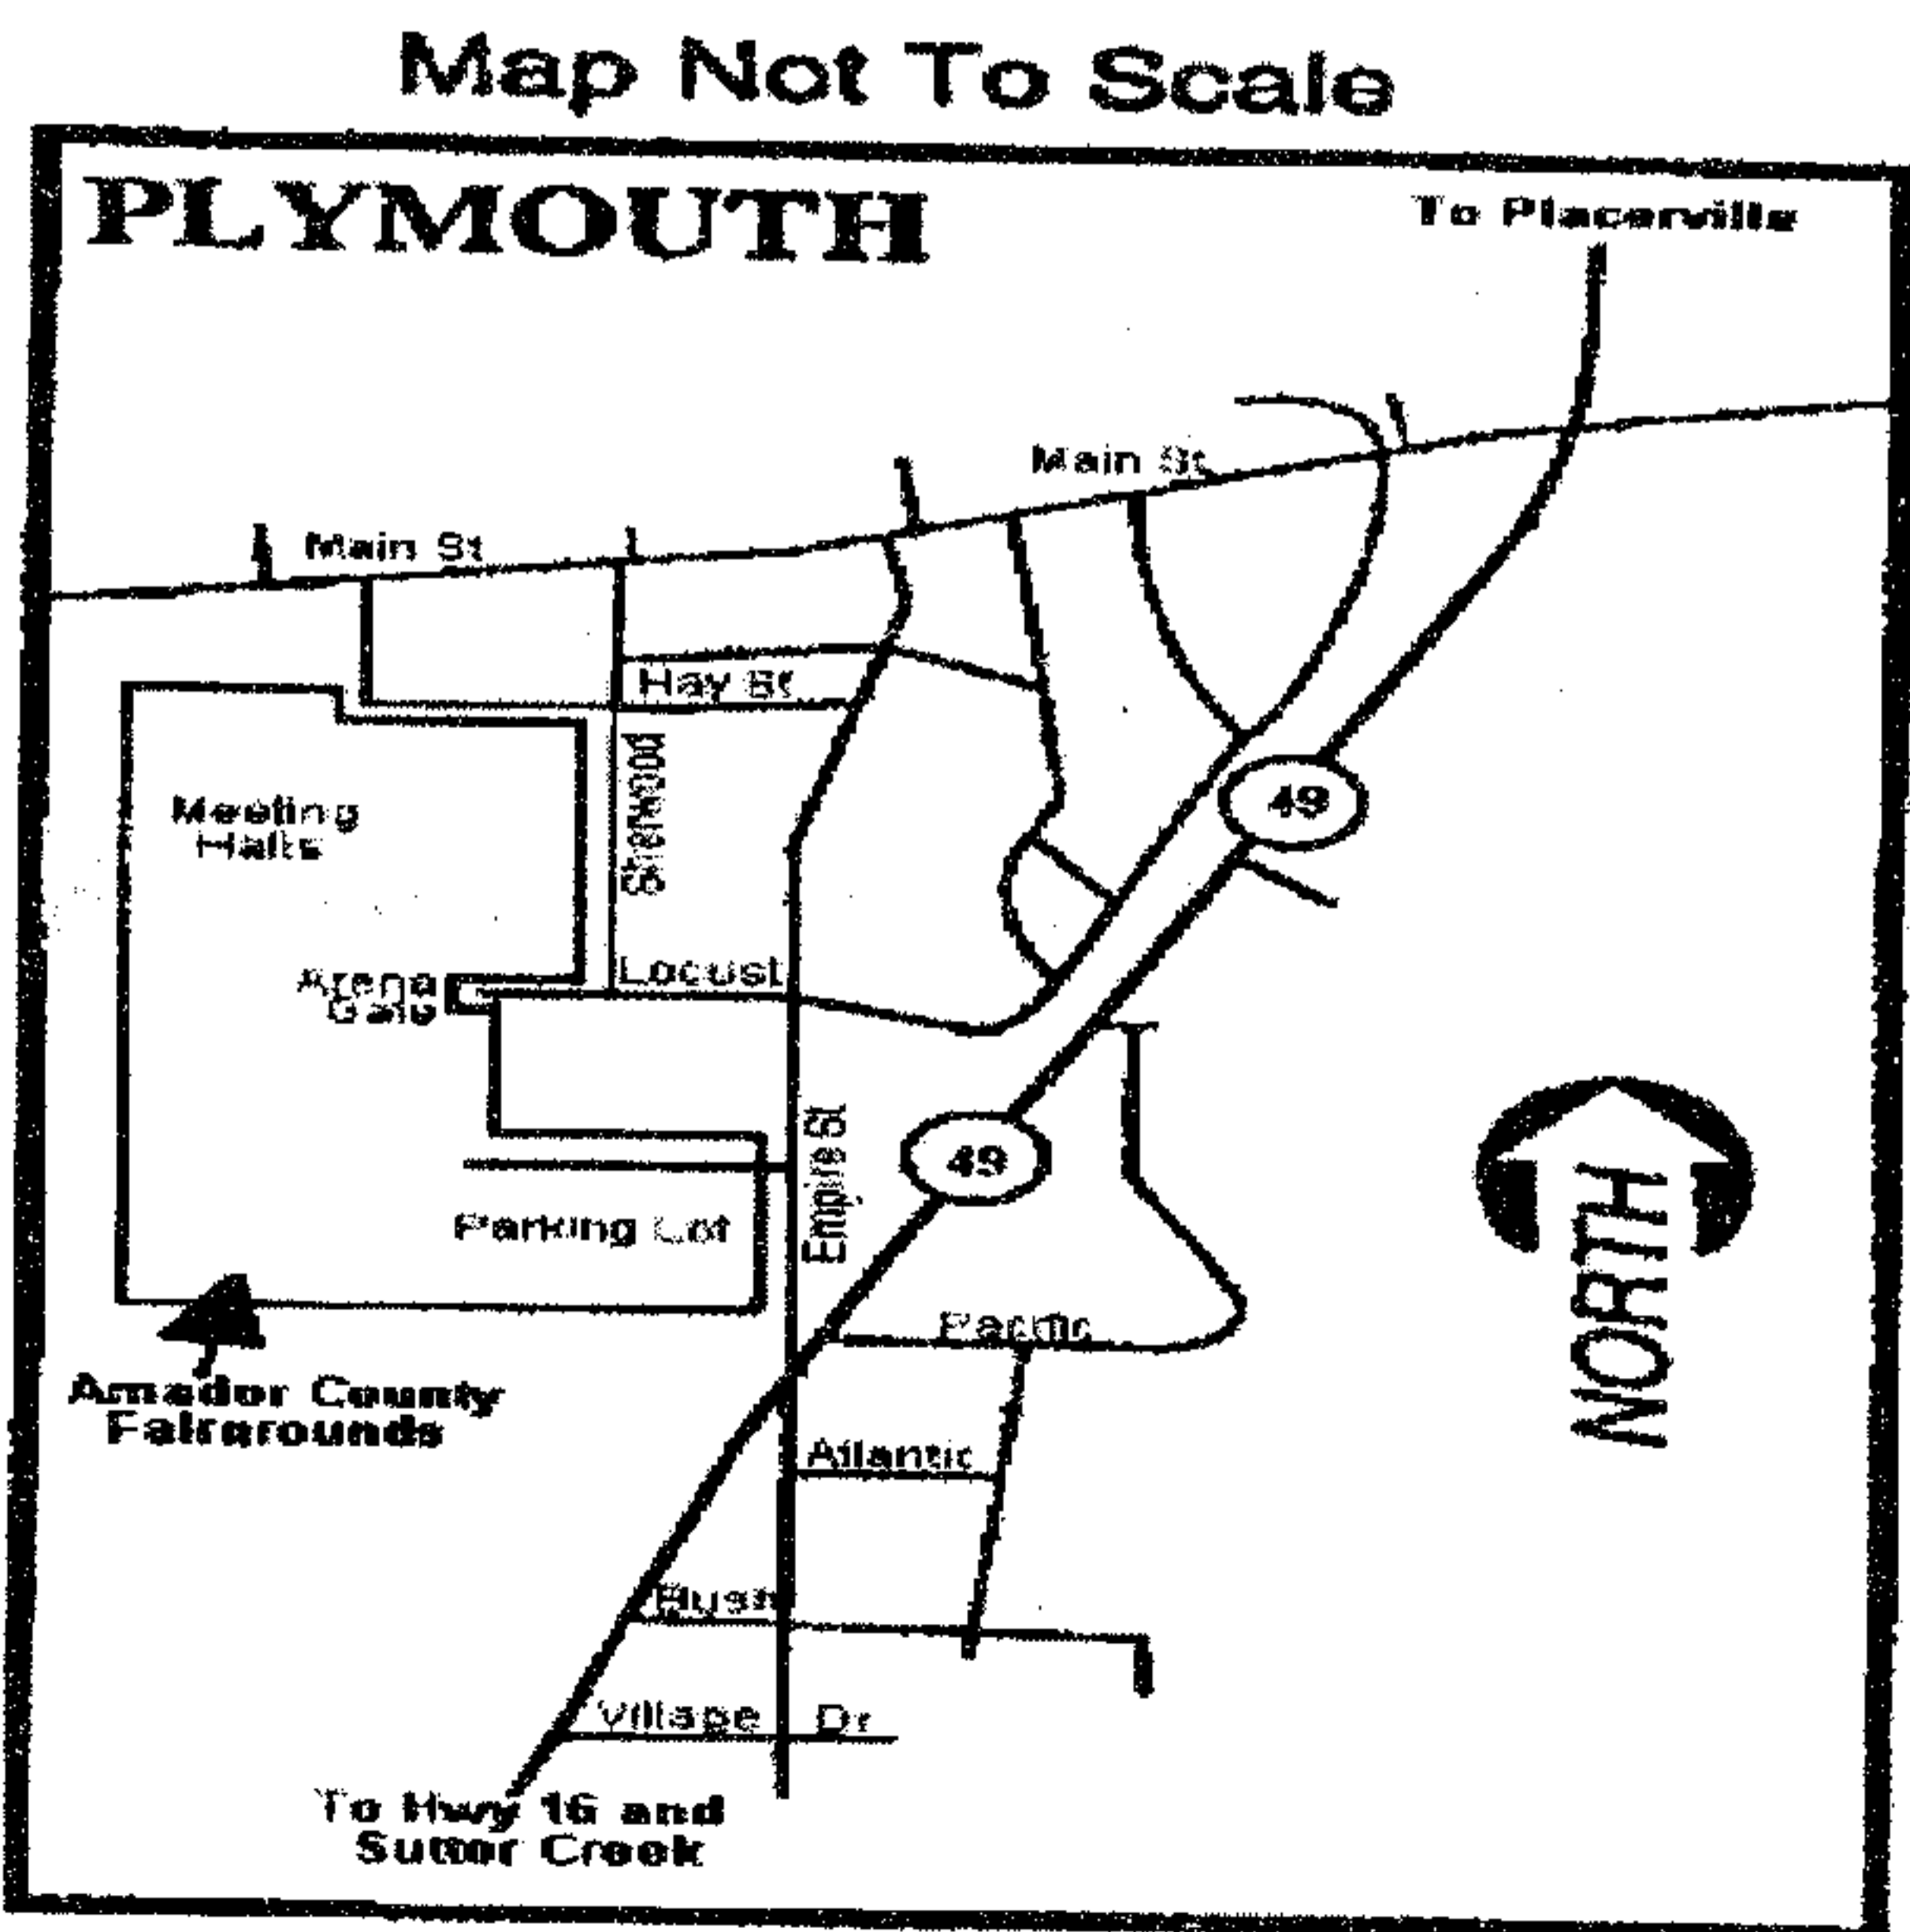 Map Not To Scale
PLYMOUTH
To Placerville
Main St
Main St
Hay St
Sherwood
Meeting
Halls
49
Locust
Arena
Gate
Empire St
49
NORTH
Parking Lot
Pacific
Amador County
Fairgrounds
Atlantic
Village Dr
To Hwy 16 and
Sutter Creek